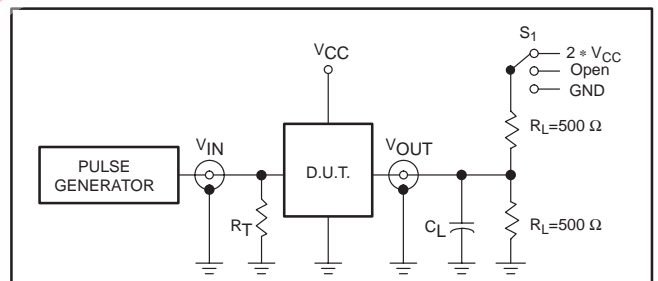 S1
2 * VCC
Open
GND
VCC
RL=500 Ω
VIN
VOUT
PULSE
GENERATOR
D.U.T.
RT
CL
RL=500 Ω